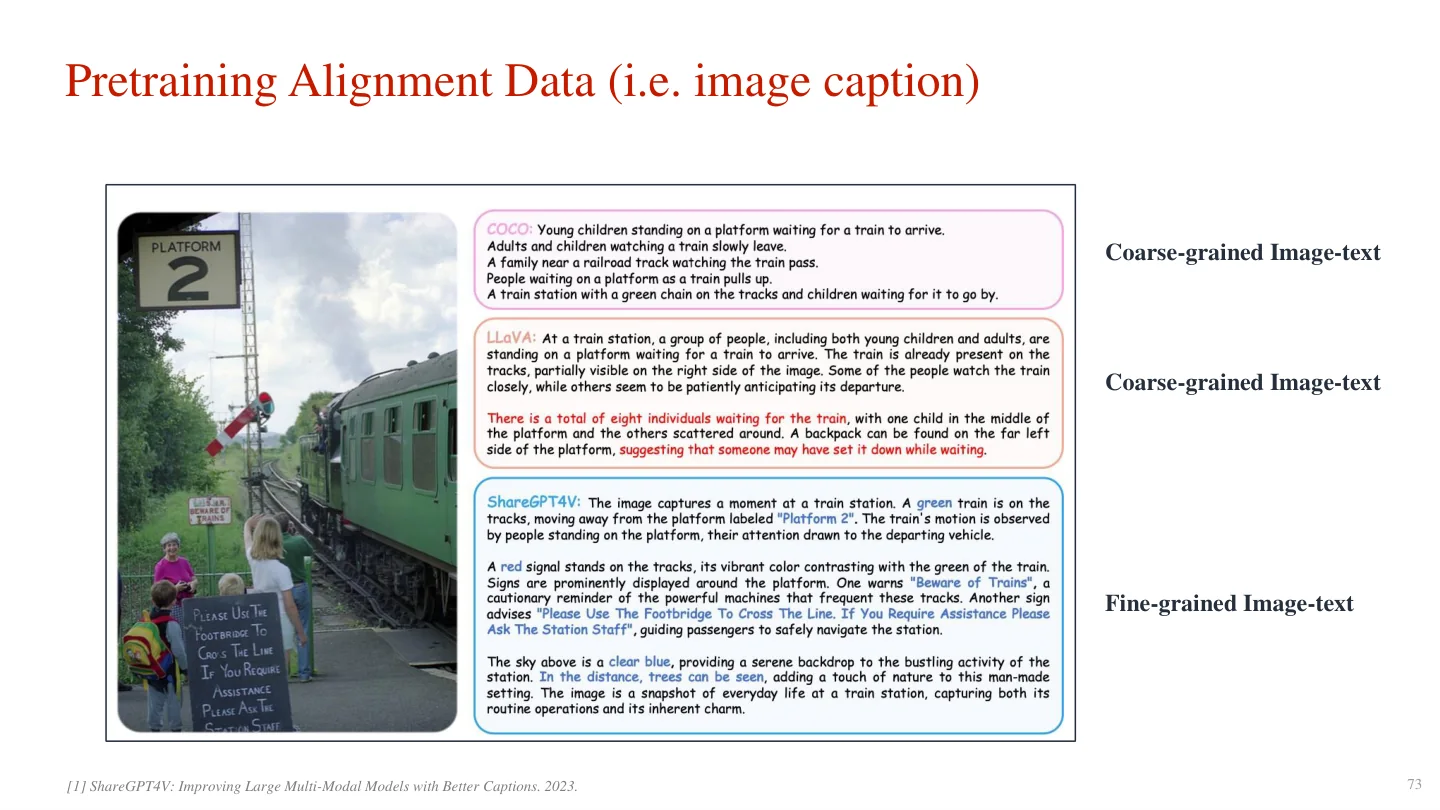 Pretraining Alignment Data (i.e. image caption)
PLATFORM
2
BEWARE OF
TRAINS
PLEASE USE THE
FOOTBRIDGE TO
CROSS THE LINE
IF YOU REQUIRE
ASSISTANCE
PLEASE ASK THE
STATION STAFF
COCO: Young children standing on a platform waiting for a train to arrive.
Adults and children watching a train slowly leave.
A family near a railroad track watching the train pass.
People waiting on a platform as a train pulls up.
A train station with a green chain on the tracks and children waiting for it to go by.
Coarse-grained Image-text
LLaVA: At a train station, a group of people, including both young children and adults, are
standing on a platform waiting for a train to arrive. The train is already present on the
tracks, partially visible on the right side of the image. Some of the people watch the train
closely, while others seem to be patiently anticipating its departure.
There is a total of eight individuals waiting for the train, with one child in the middle of
the platform and the others scattered around. A backpack can be found on the far left
side of the platform, suggesting that someone may have set it down while waiting.
Coarse-grained Image-text
ShareGPT4V: The image captures a moment at a train station. A green train is on the
tracks, moving away from the platform labeled "Platform 2". The train's motion is observed
by people standing on the platform, their attention drawn to the departing vehicle.
A red signal stands on the tracks, its vibrant color contrasting with the green of the train.
Signs are prominently displayed around the platform. One warns "Beware of Trains", a
cautionary reminder of the powerful machines that frequent these tracks. Another sign
advises "Please Use The Footbridge To Cross The Line. If You Require Assistance Please
Ask The Station Staff", guiding passengers to safely navigate the station.
The sky above is a clear blue, providing a serene backdrop to the bustling activity of the
station. In the distance, trees can be seen, adding a touch of nature to this man-made
setting. The image is a snapshot of everyday life at a train station, capturing both its
routine operations and its inherent charm.
Fine-grained Image-text
[1] ShareGPT4V: Improving Large Multi-Modal Models with Better Captions. 2023.
73